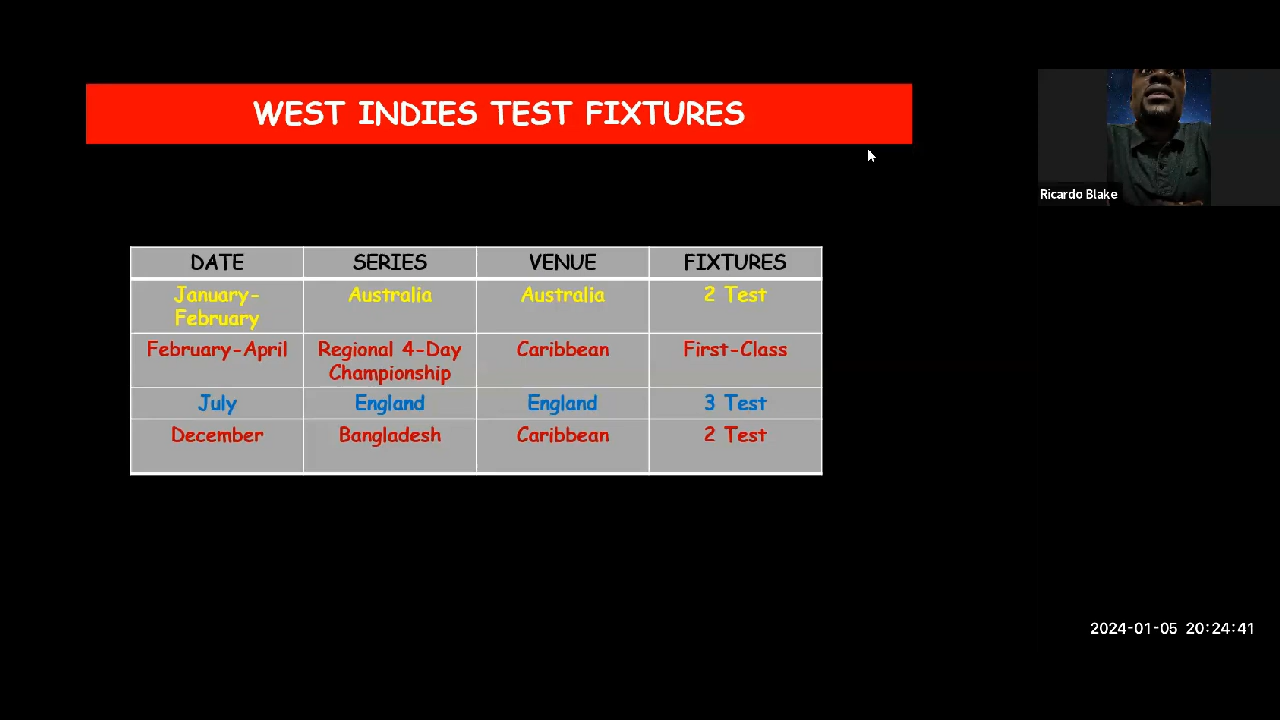 WEST INDIES TEST FIXTURES
Ricardo Blake
DATE SERIES VENUE FIXTURES
January- Australia Australia 2 Test
February
February-April Regional 4-Day Caribbean First-Class
Championship
July England England 3 Test
December Bangladesh Caribbean 2 Test
2024-01-05 20:24:41